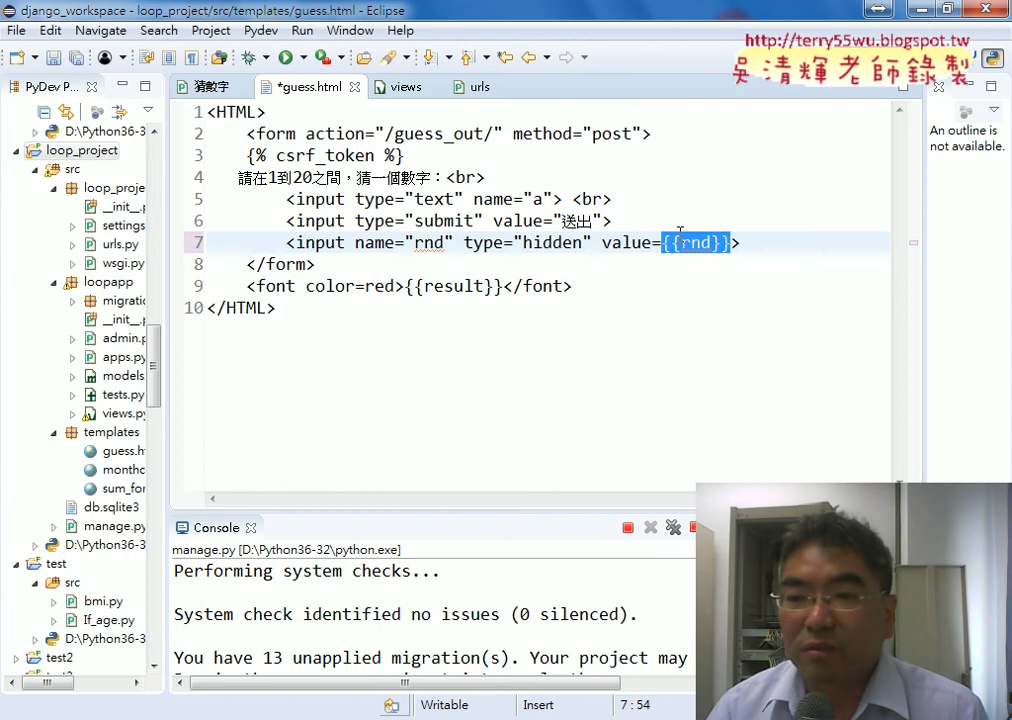 django_workspace - loop_project/src/templates/guess.html - Eclipse
File Edit Navigate Search Project Pydev Run Window Help
http://terry55wu.blogspot.tw
吳清輝老師錄製
PyDev P...
猜數字
*guess.html
views
urls
D:\Python36-3
loop_project
src
loop_proje
__init__.p
settings
urls.py
wsgi.py
loopapp
migratio
__init__.p
admin.p
apps.py
models
tests.py
views.py
templates
guess.h
monthc
sum_for
db.sqlite3
manage.py
D:\Python36-3
test
src
bmi.py
If_age.py
D:\Python36-3
test2
1 <HTML>
2 <form action="/guess_out/" method="post">
3 {% csrf_token %}
4 請在1到20之間，猜一個數字：<br>
5 <input type="text" name="a"> <br>
6 <input type="submit" value="送出">
7 <input name="rnd" type="hidden" value={{rnd}}>
8 </form>
9 <font color=red>{{result}}</font>
10 </HTML>
An outline is
not available.
Console
manage.py [D:\Python36-32\python.exe]
Performing system checks...
System check identified no issues (0 silenced).
You have 13 unapplied migration(s). Your project may
Writable Insert 7 : 54